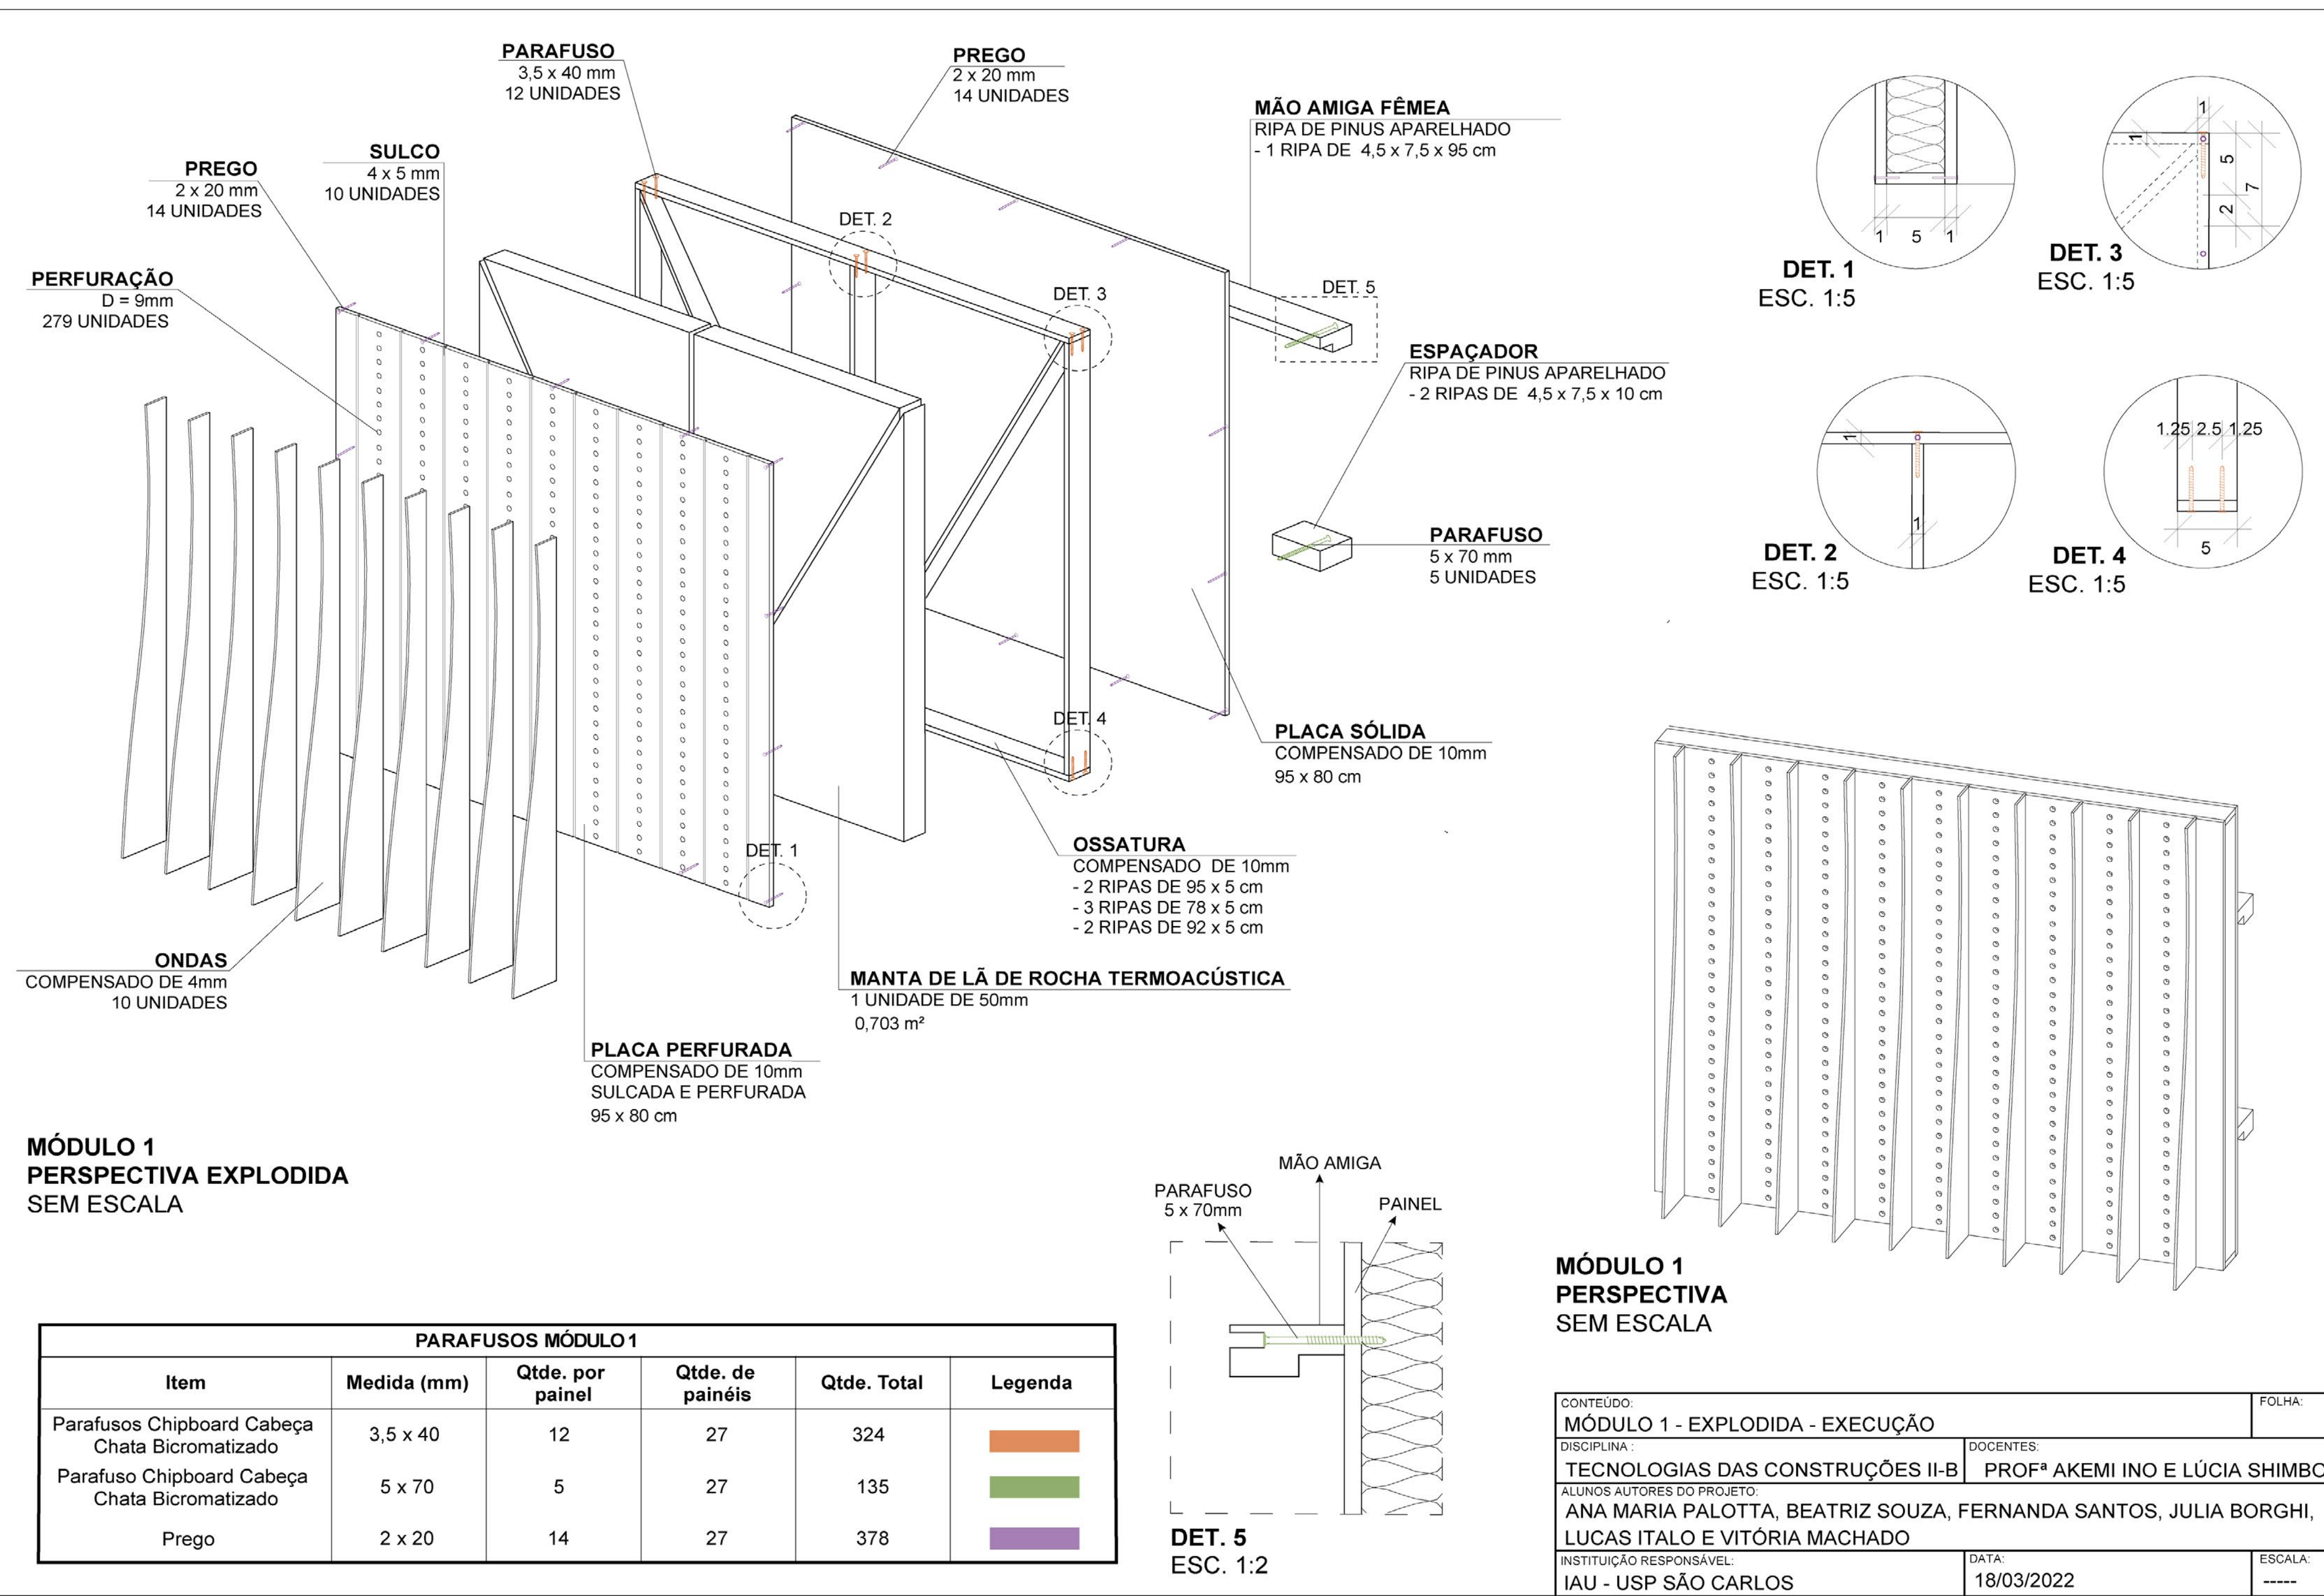 PARAFUSO
3,5 x 40 mm
12 UNIDADES
PREGO
2 x 20 mm
14 UNIDADES
MÃO AMIGA FÊMEA
RIPA DE PINUS APARELHADO
- 1 RIPA DE 4,5 x 7,5 x 95 cm
SULCO
4 x 5 mm
10 UNIDADES
PREGO
2 x 20 mm
14 UNIDADES
PERFURAÇÃO
D = 9mm
279 UNIDADES
DET. 2
DET. 3
DET. 5
ESPAÇADOR
RIPA DE PINUS APARELHADO
- 2 RIPAS DE 4,5 x 7,5 x 10 cm
PARAFUSO
5 x 70 mm
5 UNIDADES
DET. 4
PLACA SÓLIDA
COMPENSADO DE 10mm
95 x 80 cm
DET. 1
OSSATURA
COMPENSADO DE 10mm
- 2 RIPAS DE 95 x 5 cm
- 3 RIPAS DE 78 x 5 cm
- 2 RIPAS DE 92 x 5 cm
ONDAS
COMPENSADO DE 4mm
10 UNIDADES
MANTA DE LÃ DE ROCHA TERMOACÚSTICA
1 UNIDADE DE 50mm
0,703 m²
PLACA PERFURADA
COMPENSADO DE 10mm
SULCADA E PERFURADA
95 x 80 cm
MÓDULO 1
PERSPECTIVA EXPLODIDA
SEM ESCALA
1 5 1
DET. 1
ESC. 1:5
1
1
5
7
2
DET. 3
ESC. 1:5
1
1
DET. 2
ESC. 1:5
1.25 2.5 1.25
5
DET. 4
ESC. 1:5
MÃO AMIGA
PARAFUSO
5 x 70mm
PAINEL
DET. 5
ESC. 1:2
MÓDULO 1
PERSPECTIVA
SEM ESCALA
PARAFUSOS MÓDULO 1
Item Medida (mm) Qtde. por painel Qtde. de painéis Qtde. Total Legenda
Parafusos Chipboard Cabeça Chata Bicromatizado 3,5 x 40 12 27 324
Parafuso Chipboard Cabeça Chata Bicromatizado 5 x 70 5 27 135
Prego 2 x 20 14 27 378
CONTEÚDO: FOLHA:
MÓDULO 1 - EXPLODIDA - EXECUÇÃO
DISCIPLINA : DOCENTES:
TECNOLOGIAS DAS CONSTRUÇÕES II-B PROFª AKEMI INO E LÚCIA SHIMBO
ALUNOS AUTORES DO PROJETO:
ANA MARIA PALOTTA, BEATRIZ SOUZA, FERNANDA SANTOS, JULIA BORGHI,
LUCAS ITALO E VITÓRIA MACHADO
INSTITUIÇÃO RESPONSÁVEL: DATA: ESCALA:
IAU - USP SÃO CARLOS 18/03/2022 -----